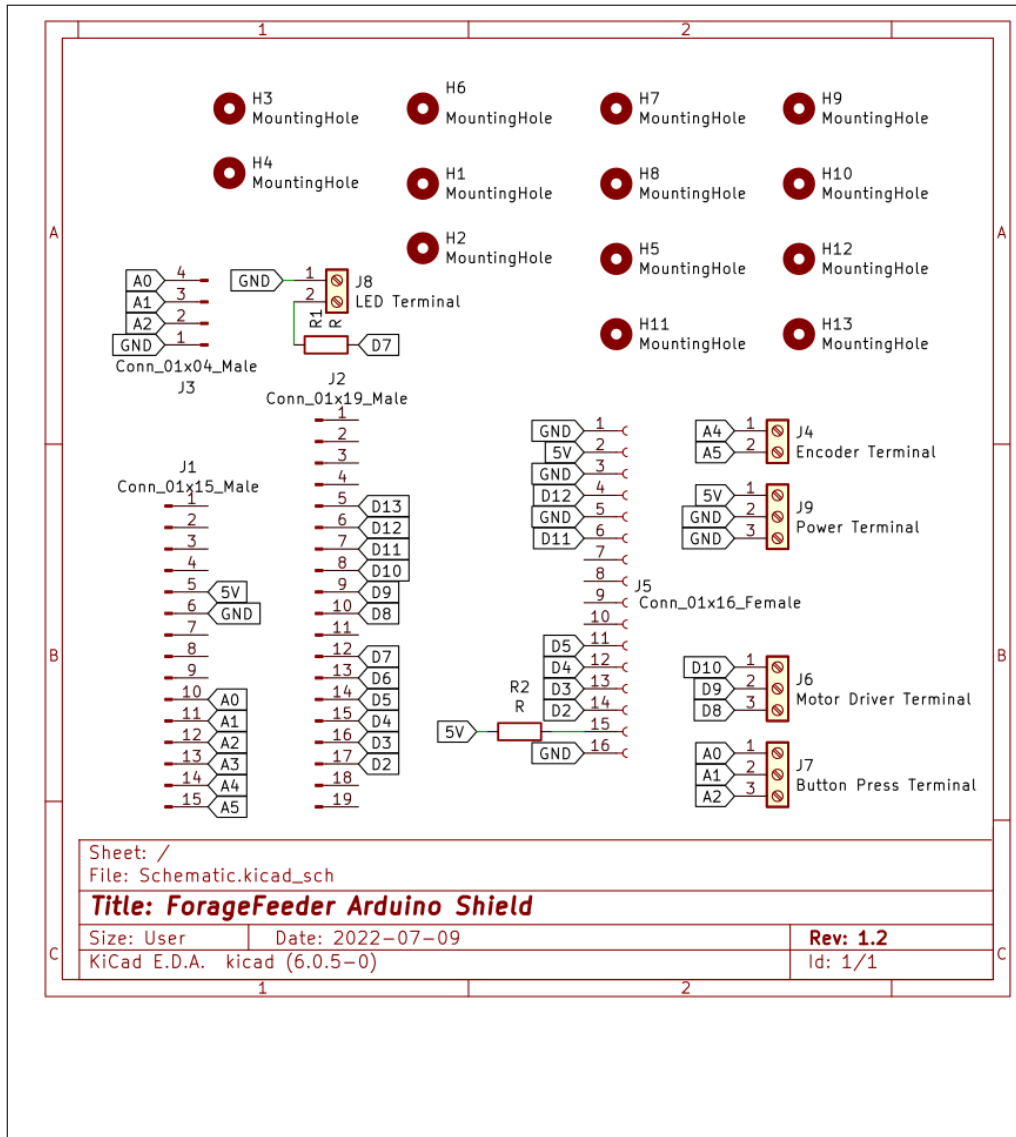 1 2
H3
MountingHole
H6
MountingHole
H7
MountingHole
H9
MountingHole
H4
MountingHole
H1
MountingHole
H8
MountingHole
H10
MountingHole
A A
H2
MountingHole
H5
MountingHole
H12
MountingHole
H11
MountingHole
H13
MountingHole
A0 4
A1 3
A2 2
GND 1
Conn_01x04_Male
J3
GND 1
2
J8
LED Terminal
R1
R
D7
J2
Conn_01x19_Male
1
2
3
4
5 D13
6 D12
7 D11
8 D10
9 D9
10 D8
11
12 D7
13 D6
14 D5
15 D4
16 D3
17 D2
18
19
J1
Conn_01x15_Male
1
2
3
4
5 5V
6 GND
7
8
9
10 A0
11 A1
12 A2
13 A3
14 A4
15 A5
GND 1
5V 2
GND 3
D12 4
GND 5
D11 6
7
8
9
10
D5 11
D4 12
D3 13
D2 14
15
GND 16
J5
Conn_01x16_Female
R2
R
5V
A4 1
A5 2
J4
Encoder Terminal
5V 1
GND 2
GND 3
J9
Power Terminal
B B
D10 1
D9 2
D8 3
J6
Motor Driver Terminal
A0 1
A1 2
A2 3
J7
Button Press Terminal
Sheet: /
File: Schematic.kicad_sch
Title: ForageFeeder Arduino Shield
Size: User Date: 2022-07-09 Rev: 1.2
KiCad E.D.A. kicad (6.0.5-0) Id: 1/1
C C
1 2